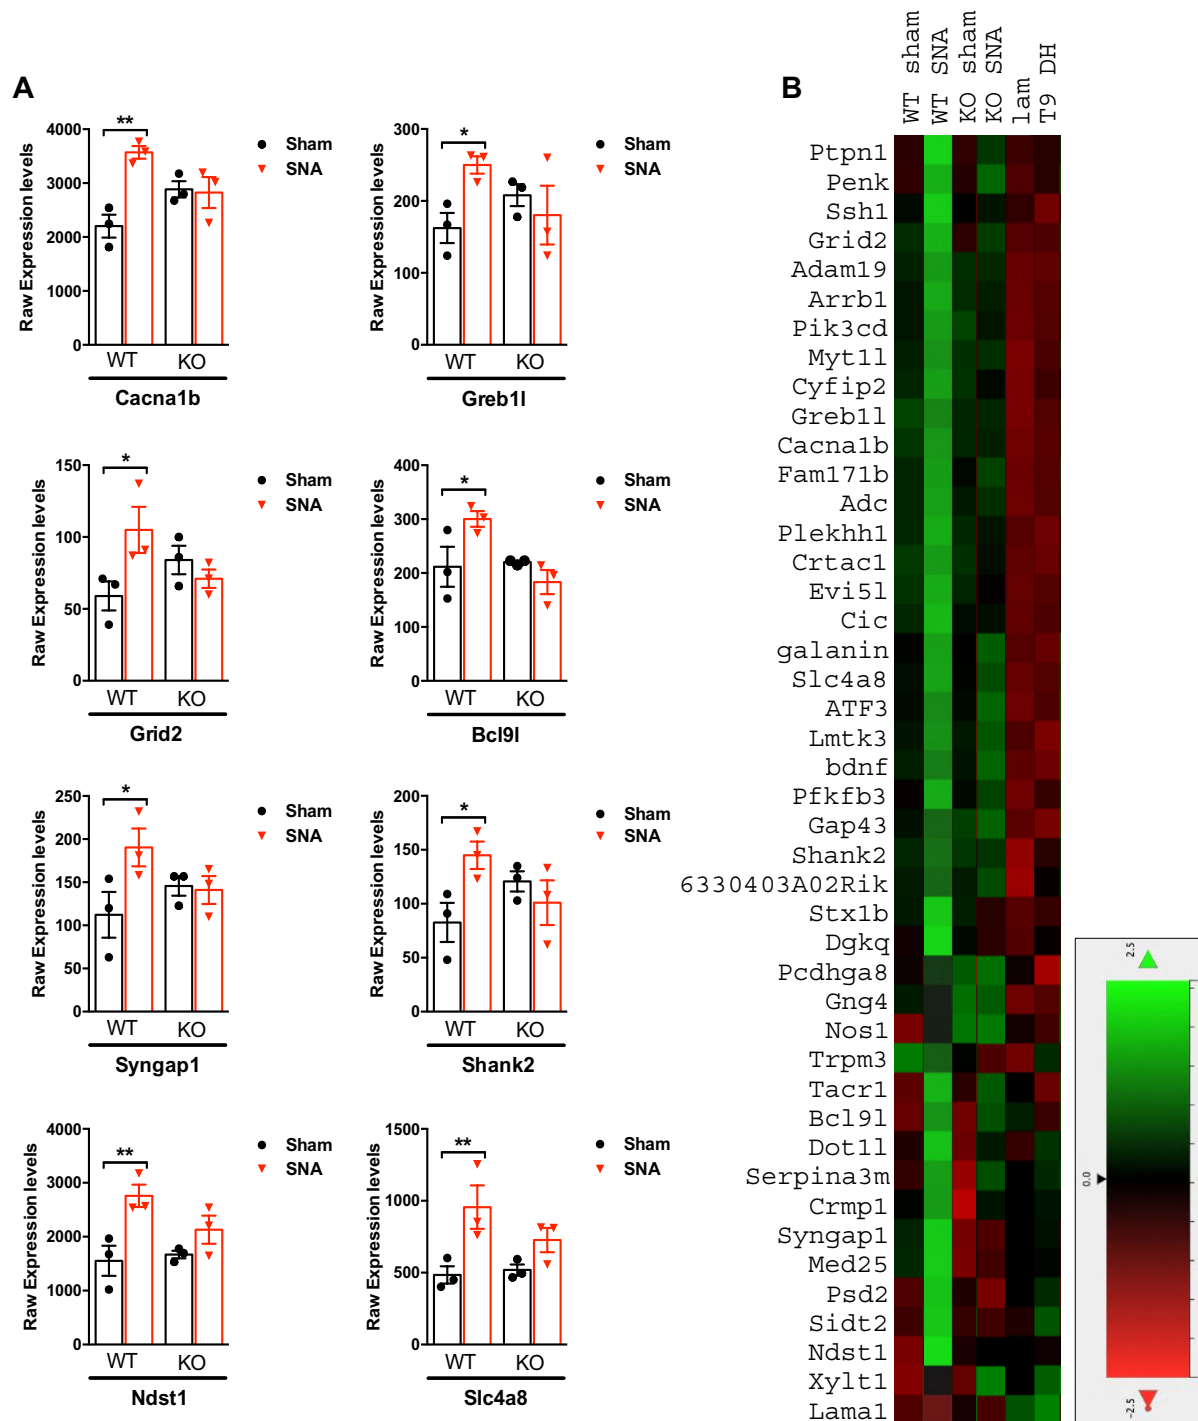 A
4000
3000
2000
1000
0
Raw Expression levels
**
Sham
SNA
WT
KO
Cacna1b
300
200
100
0
Raw Expression levels
*
Sham
SNA
WT
KO
Greb1l
150
100
50
0
Raw Expression levels
*
Sham
SNA
WT
KO
Grid2
400
300
200
100
0
Raw Expression levels
*
Sham
SNA
WT
KO
Bcl9l
250
200
150
100
50
0
Raw Expression levels
*
Sham
SNA
WT
KO
Syngap1
200
150
100
50
0
Raw Expression levels
*
Sham
SNA
WT
KO
Shank2
4000
3000
2000
1000
0
Raw Expression levels
**
Sham
SNA
WT
KO
Ndst1
1500
1000
500
0
Raw Expression levels
**
Sham
SNA
WT
KO
Slc4a8
B
WT sham
WT SNA
KO sham
KO SNA
lam
T9 DH
Ptpn1
Penk
Ssh1
Grid2
Adam19
Arrb1
Pik3cd
Myt1l
Cyfip2
Greb1l
Cacna1b
Fam171b
Adc
Plekhh1
Crtac1
Evi5l
Cic
galanin
Slc4a8
ATF3
Lmtk3
bdnf
Pfkfb3
Gap43
Shank2
6330403A02Rik
Stx1b
Dgkq
Pcdhga8
Gng4
Nos1
Trpm3
Tacr1
Bcl9l
Dot1l
Serpina3m
Crmp1
Syngap1
Med25
Psd2
Sidt2
Ndst1
Xylt1
Lama1
2.5
0.0
-2.5